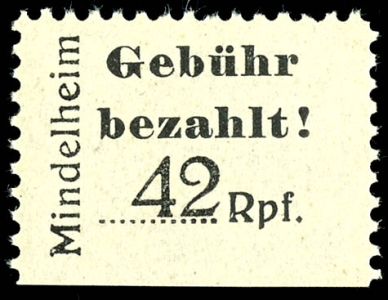 Mindelheim
Gebühr
bezahlt!
42 Rpf.